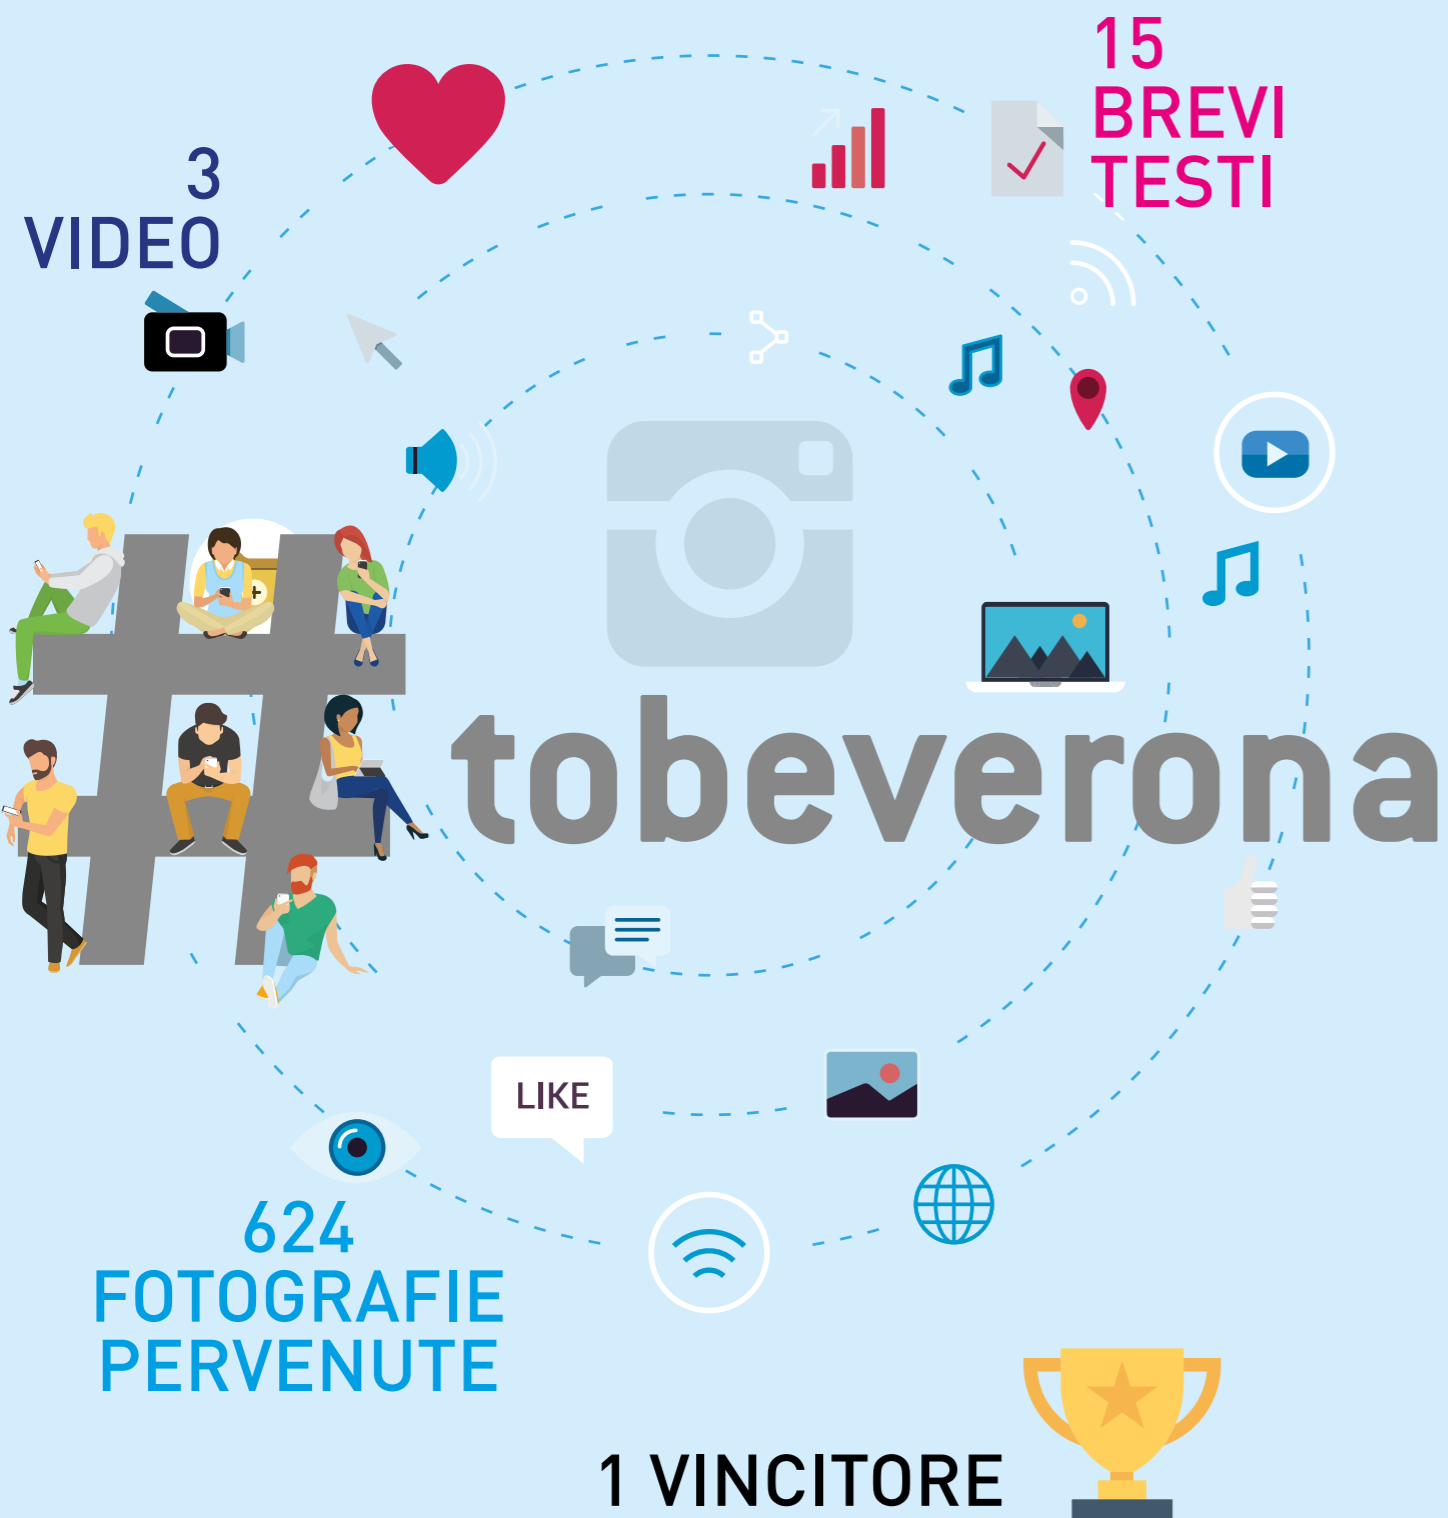 15
BREVI
TESTI
3
VIDEO
#tobeverona
LIKE
624
FOTOGRAFIE
PERVENUTE
1 VINCITORE